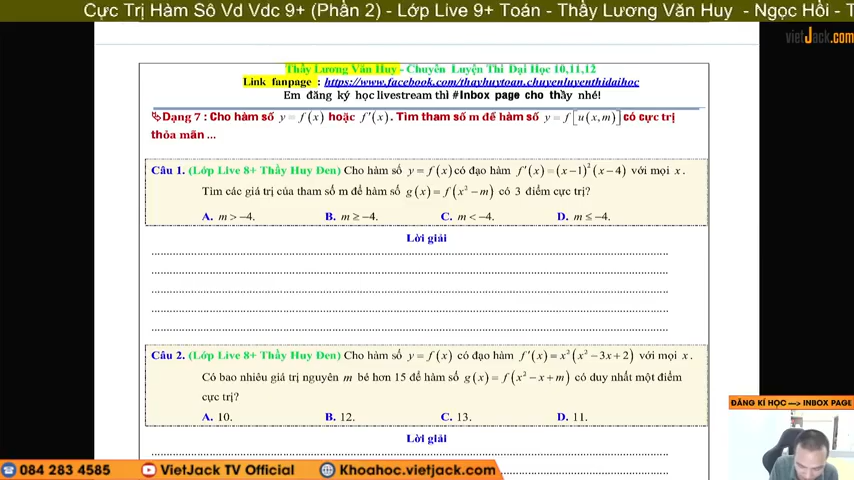 Cực Trị Hàm Số Vd Vdc 9+ (Phần 2) - Lớp Live 9+ Toán - Thầy Lương Văn Huy - Ngọc Hồi - T
vietJack.com
Thầy Lương Văn Huy - Chuyên Luyện Thi Đại Học 10,11,12
Link fanpage : https://www.facebook.com/thayhuytoan.chuyenluyenthidaihoc
Em đăng ký học livestream thì #Inbox page cho thầy nhé!
Dạng 7 : Cho hàm số y = f(x) hoặc f'(x). Tìm tham số m để hàm số y = f[u(x,m)] có cực trị
thỏa mãn ...
Câu 1. (Lớp Live 8+ Thầy Huy Đen) Cho hàm số y = f(x) có đạo hàm f'(x) = (x−1)²(x−4) với mọi x.
Tìm các giá trị của tham số m để hàm số g(x) = f(x²−m) có 3 điểm cực trị?
A. m > −4. B. m ≥ −4. C. m < −4. D. m ≤ −4.
Lời giải
Câu 2. (Lớp Live 8+ Thầy Huy Đen) Cho hàm số y = f(x) có đạo hàm f'(x) = x²(x²−3x+2) với mọi x.
Có bao nhiêu giá trị nguyên m bé hơn 15 để hàm số g(x) = f(x²−x+m) có duy nhất một điểm
cực trị?
A. 10. B. 12. C. 13. D. 11.
Lời giải
ĐĂNG KÍ HỌC —> INBOX PAGE
084 283 4585 VietJack TV Official Khoahoc.vietjack.com